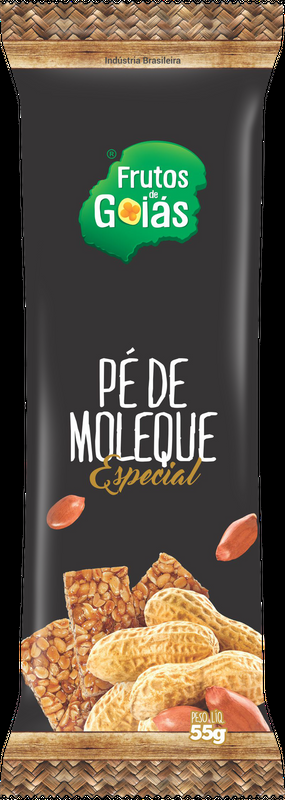 Indústria Brasileira
®
Frutos
de
Goiás
PÉ DE
MOLEQUE
Especial
PESO LÍQ.
55g